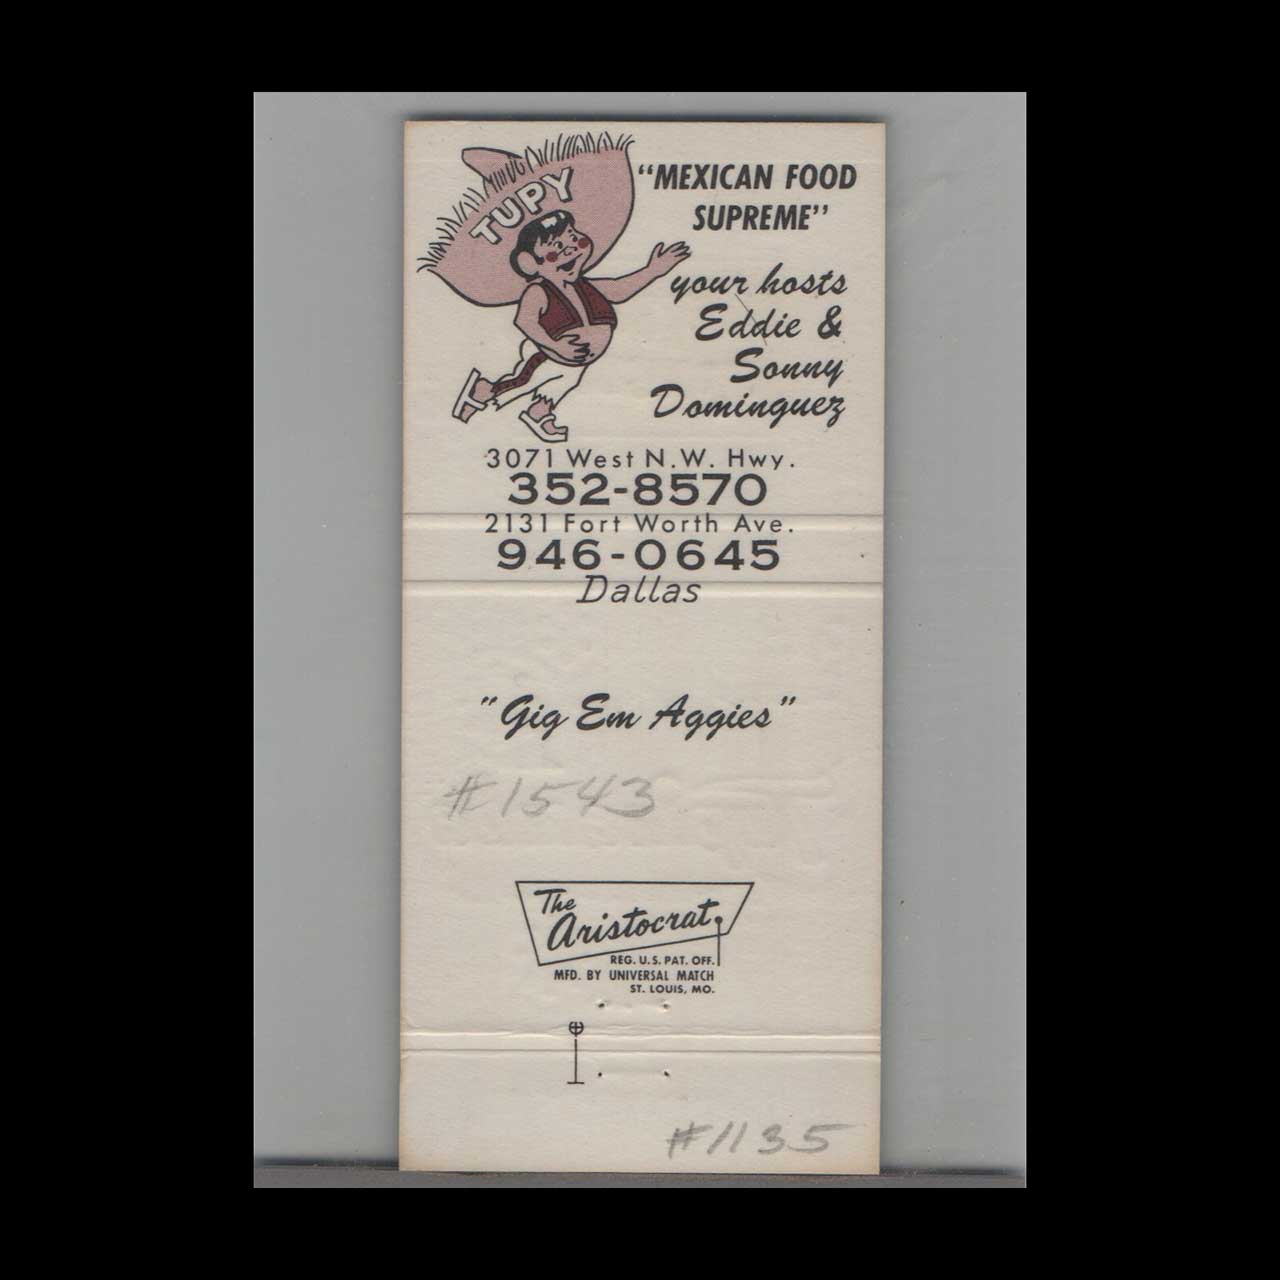 TUPY
"MEXICAN FOOD
SUPREME"
your hosts
Eddie &
Sonny
Dominguez
3071 West N.W. Hwy.
352-8570
2131 Fort Worth Ave.
946-0645
Dallas
"Gig Em Aggies"
#1543
The
Aristocrat
REG. U.S. PAT. OFF.
MFD. BY UNIVERSAL MATCH
ST. LOUIS, MO.
#1135